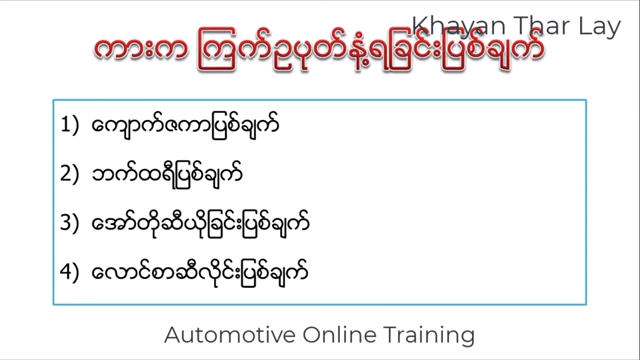 Khayan Thar Lay
ကားက ကြက်ဥပုတ်နံ့ရခြင်းပြစ်ချက်
1) ကျောက်ဇကာပြစ်ချက်
2) ဘက်ထရီပြစ်ချက်
3) အော်တိုဆီယိုခြင်းပြစ်ချက်
4) လောင်စာဆီလိုင်းပြစ်ချက်
Automotive Online Training